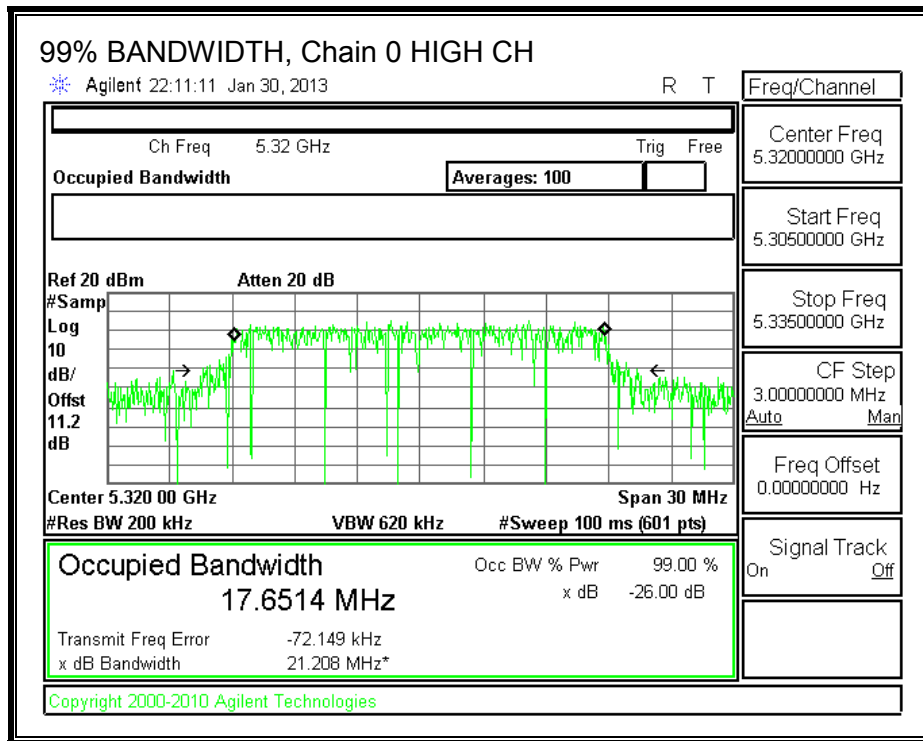 99% BANDWIDTH, Chain 0 HIGH CH
Agilent 22:11:11 Jan 30, 2013 R T
Freq/Channel
Ch Freq 5.32 GHz Trig Free
Occupied Bandwidth Averages: 100
Center Freq
5.32000000 GHz
Start Freq
5.30500000 GHz
Stop Freq
5.33500000 GHz
CF Step
3.00000000 MHz
Auto Man
Freq Offset
0.00000000 Hz
Signal Track
On Off
Ref 20 dBm Atten 20 dB
#Samp
Log
10
dB/
Offst
11.2
dB
Center 5.320 00 GHz Span 30 MHz
#Res BW 200 kHz VBW 620 kHz #Sweep 100 ms (601 pts)
Occupied Bandwidth Occ BW % Pwr 99.00 %
17.6514 MHz x dB -26.00 dB
Transmit Freq Error -72.149 kHz
x dB Bandwidth 21.208 MHz*
Copyright 2000-2010 Agilent Technologies